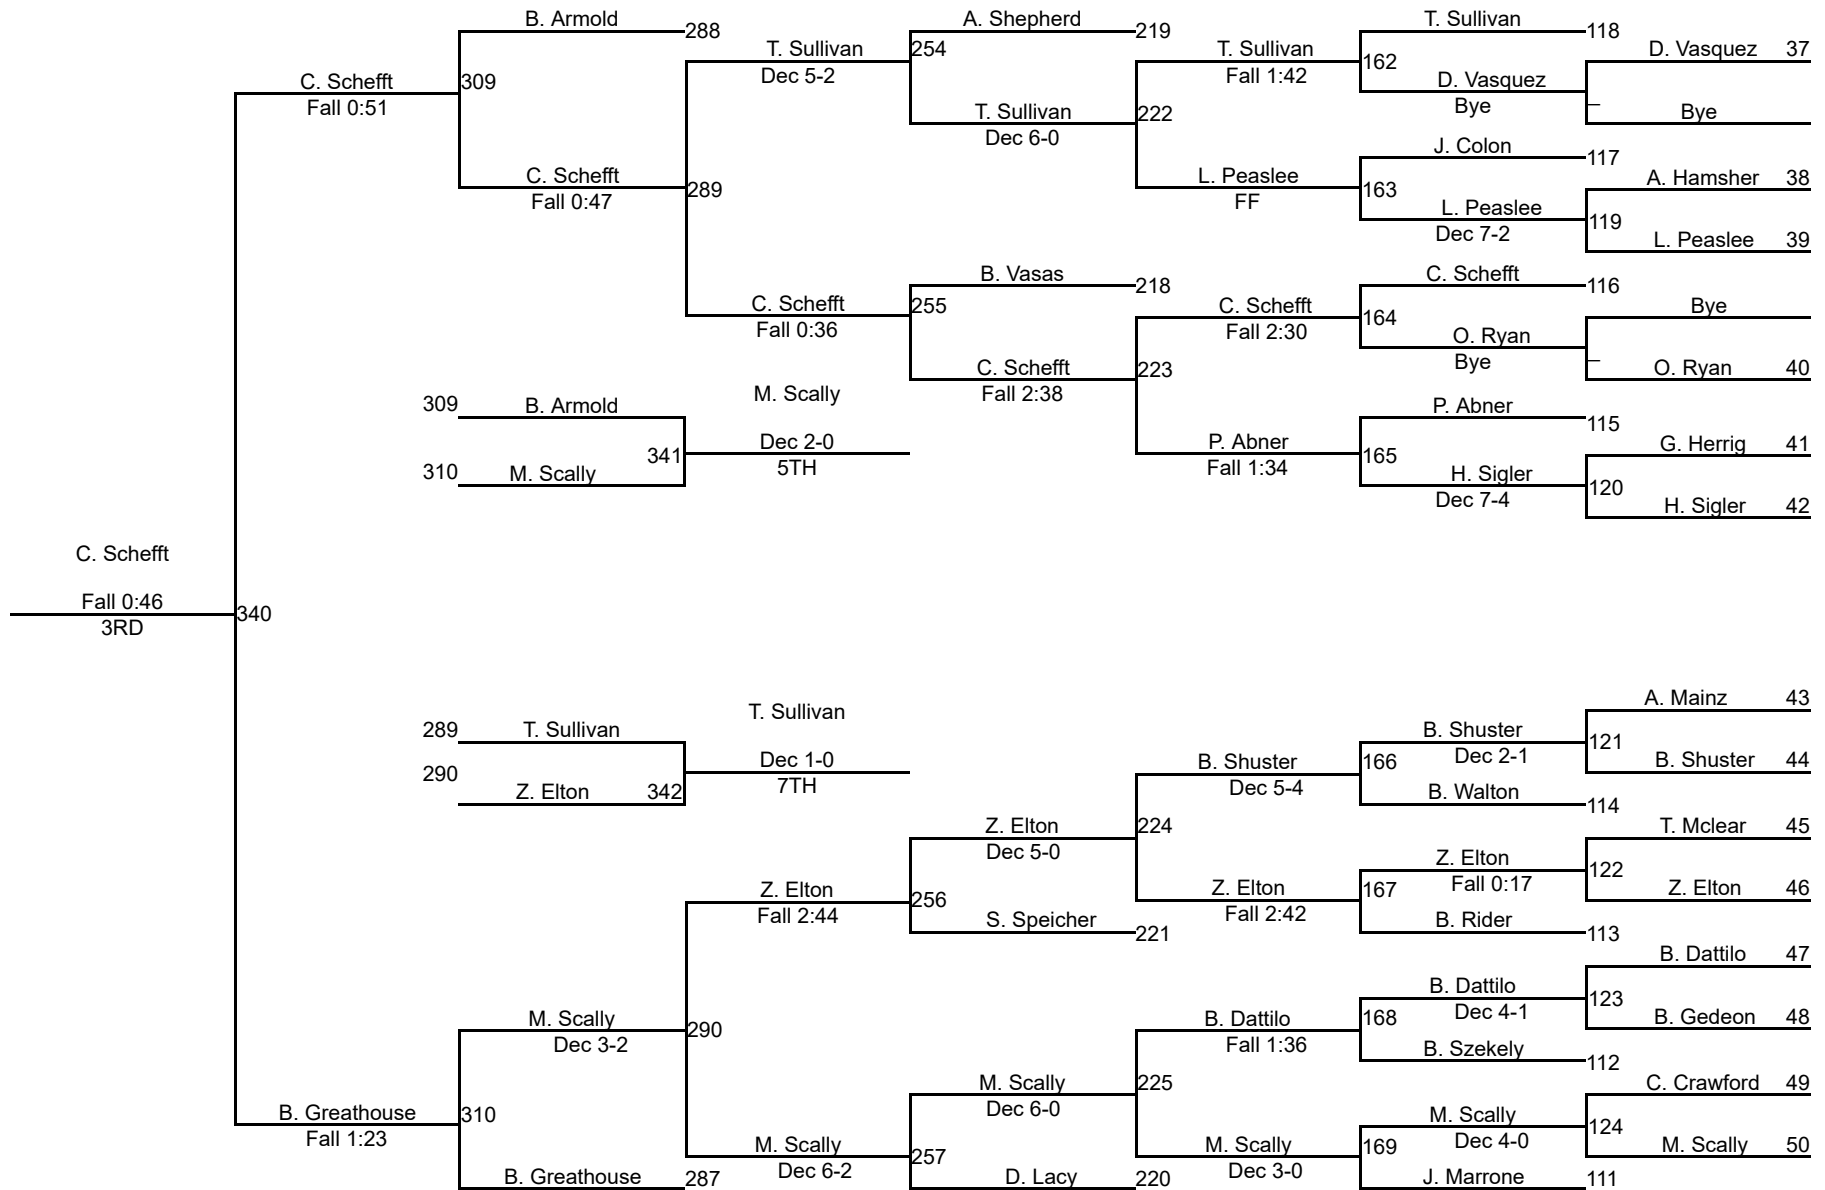 B. Armold
288
A. Shepherd
219
T. Sullivan
118
T. Sullivan
254
T. Sullivan
D. Vasquez 37
C. Schefft
309
Dec 5-2
Fall 1:42
162
D. Vasquez
Fall 0:51
T. Sullivan
222
Bye
–
Bye
Dec 6-0
J. Colon
117
C. Schefft
289
L. Peaslee
163
A. Hamsher 38
Fall 0:47
FF
L. Peaslee
119
Dec 7-2
L. Peaslee 39
B. Vasas
218
C. Schefft
116
C. Schefft
255
C. Schefft
164
Bye
Fall 0:36
Fall 2:30
O. Ryan
C. Schefft
223
Bye
–
O. Ryan 40
M. Scally
Fall 2:38
309
B. Armold
P. Abner
115
Dec 2-0
P. Abner
165
G. Herrig 41
341
5TH
Fall 1:34
310
M. Scally
H. Sigler
120
Dec 7-4
H. Sigler 42
C. Schefft
Fall 0:46
340
3RD
A. Mainz 43
T. Sullivan
289
T. Sullivan
B. Shuster
121
Dec 1-0
B. Shuster
166
Dec 2-1
B. Shuster 44
290
7TH
Dec 5-4
Z. Elton
342
B. Walton
114
Z. Elton
224
T. Mclear 45
Dec 5-0
Z. Elton
122
Z. Elton
256
Z. Elton
167
Fall 0:17
Z. Elton 46
Fall 2:44
Fall 2:42
S. Speicher
221
B. Rider
113
B. Dattilo 47
B. Dattilo
123
M. Scally
290
B. Dattilo
168
Dec 4-1
B. Gedeon 48
Dec 3-2
Fall 1:36
B. Szekely
112
M. Scally
225
C. Crawford 49
B. Greathouse
310
Dec 6-0
M. Scally
124
Fall 1:23
M. Scally
257
M. Scally
169
Dec 4-0
M. Scally 50
Dec 6-2
Dec 3-0
B. Greathouse
287
D. Lacy
220
J. Marrone
111